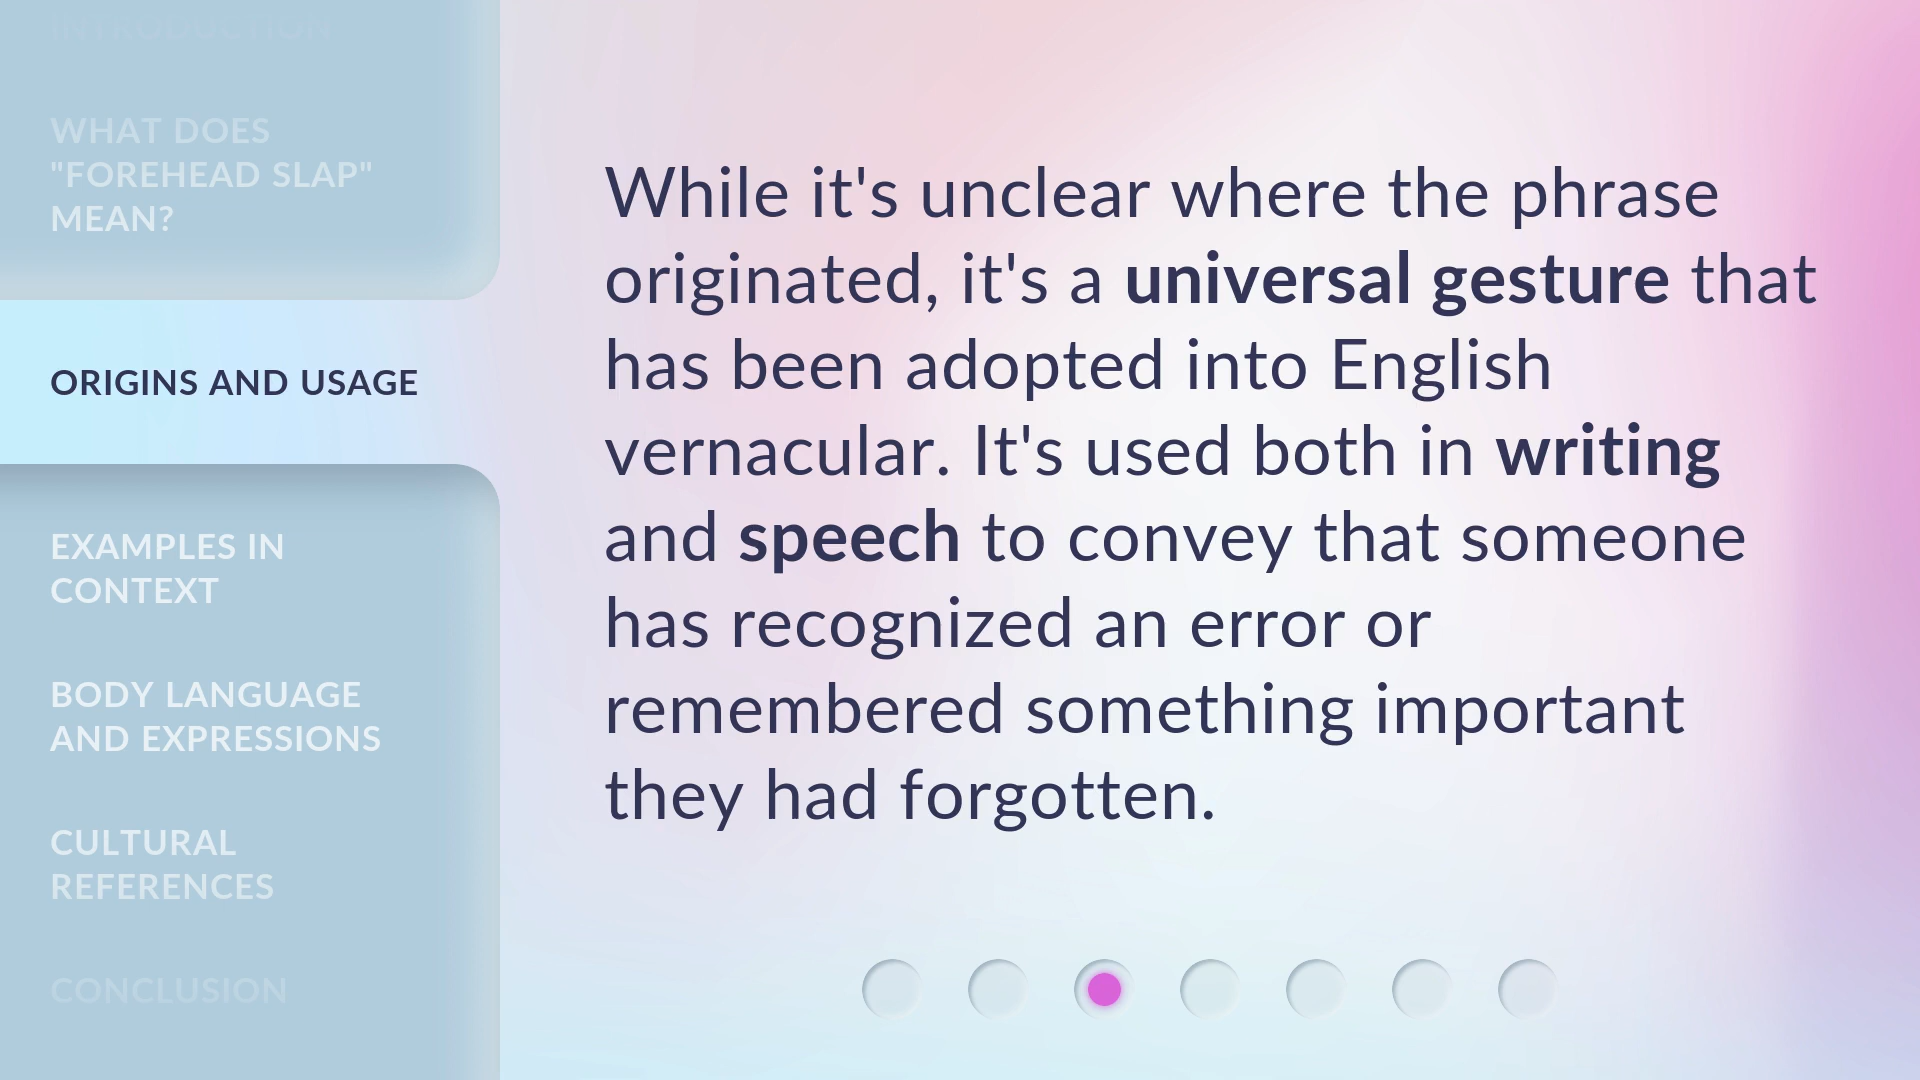 INTRODUCTION
WHAT DOES
"FOREHEAD SLAP"
MEAN?
ORIGINS AND USAGE
EXAMPLES IN
CONTEXT
BODY LANGUAGE
AND EXPRESSIONS
CULTURAL
REFERENCES
CONCLUSION
While it's unclear where the phrase
originated, it's a universal gesture that
has been adopted into English
vernacular. It's used both in writing
and speech to convey that someone
has recognized an error or
remembered something important
they had forgotten.